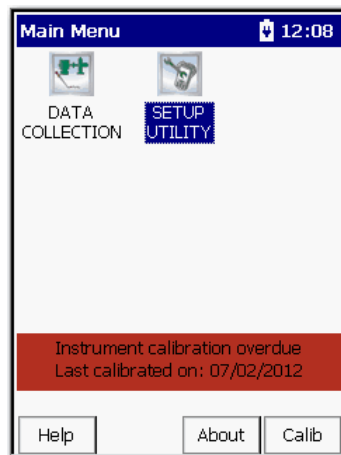 Main Menu 12:08
DATA COLLECTION
SETUP UTILITY
Instrument calibration overdue
Last calibrated on: 07/02/2012
Help About Calib